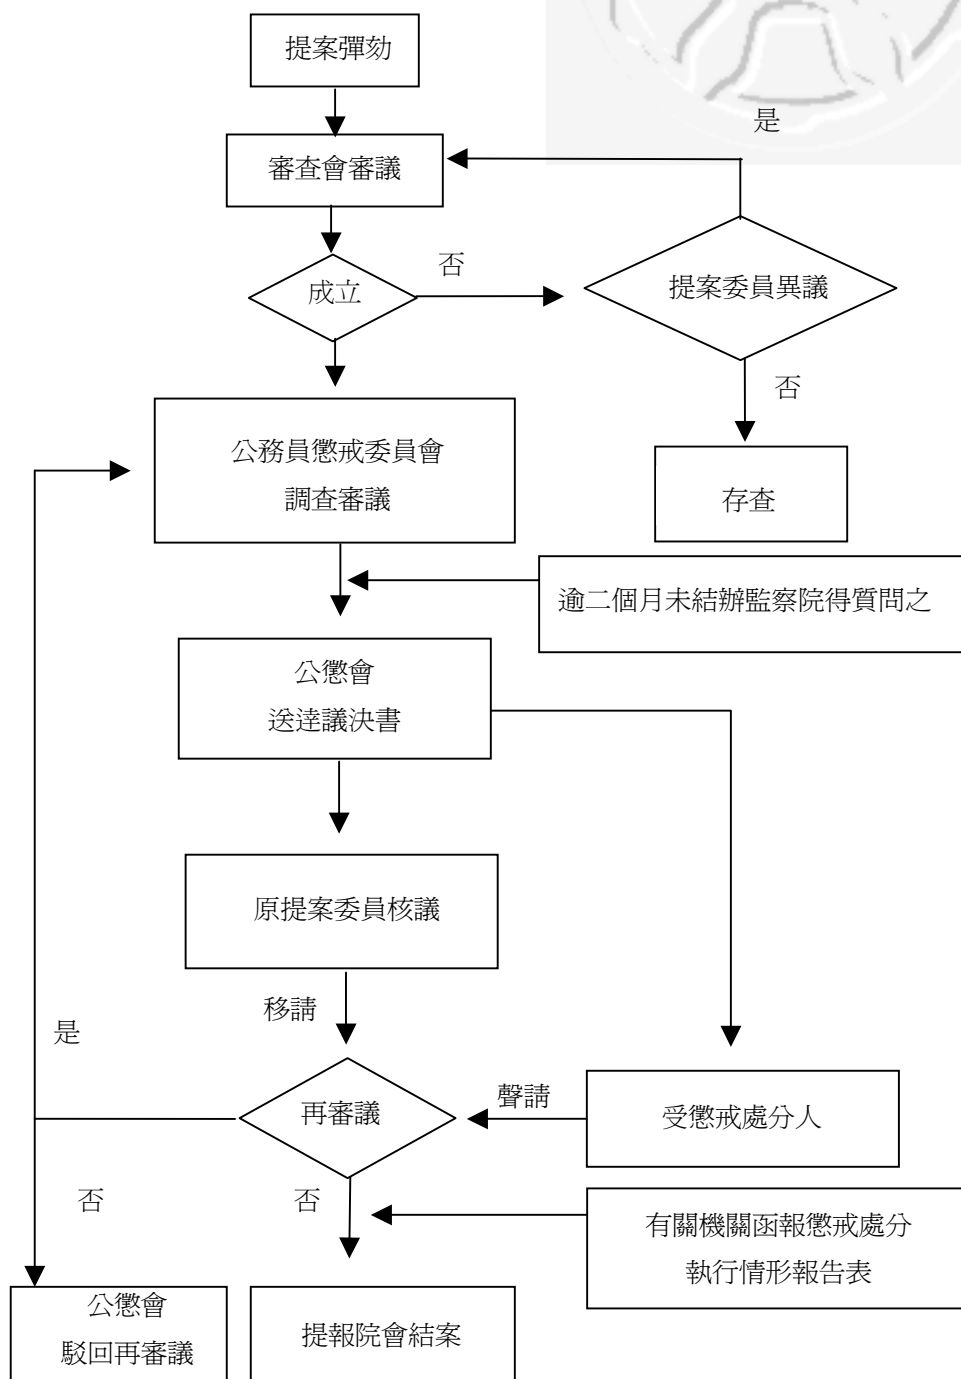 提案彈劾
是
審查會審議
否
成立
提案委員異議
否
公務員懲戒委員會
調查審議
存查
逾二個月未結辦監察院得質問之
公懲會
送達議決書
原提案委員核議
移請
是
再審議
聲請
受懲戒處分人
否
否
有關機關函報懲戒處分
執行情形報告表
公懲會
駁回再審議
提報院會結案